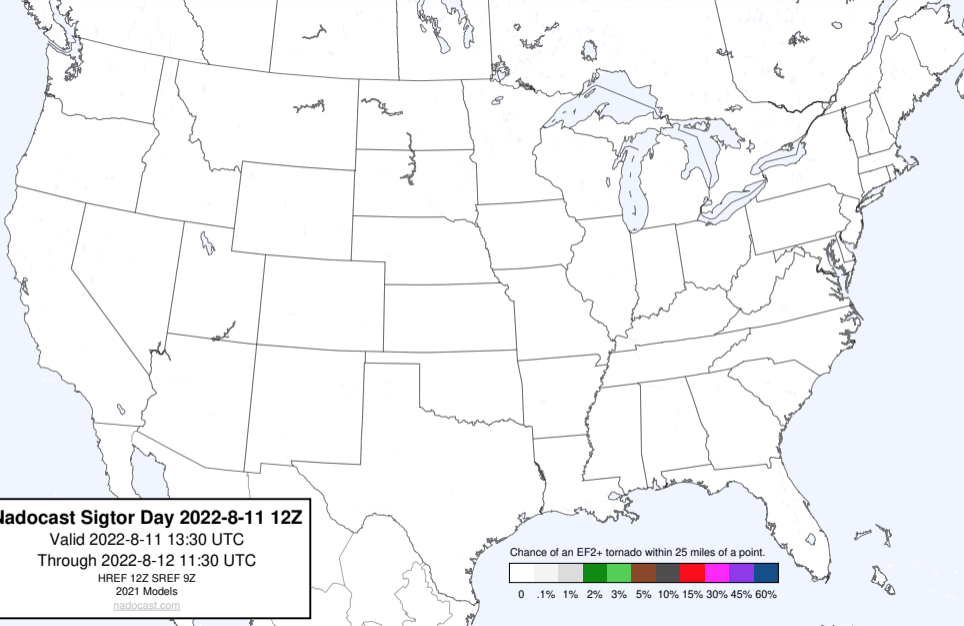 Nadocast Sigtor Day 2022-8-11 12Z
Valid 2022-8-11 13:30 UTC
Through 2022-8-12 11:30 UTC
HREF 12Z SREF 9Z
2021 Models
nadocast.com
Chance of an EF2+ tornado within 25 miles of a point.
0 .1% 1% 2% 3% 5% 10% 15% 30% 45% 60%